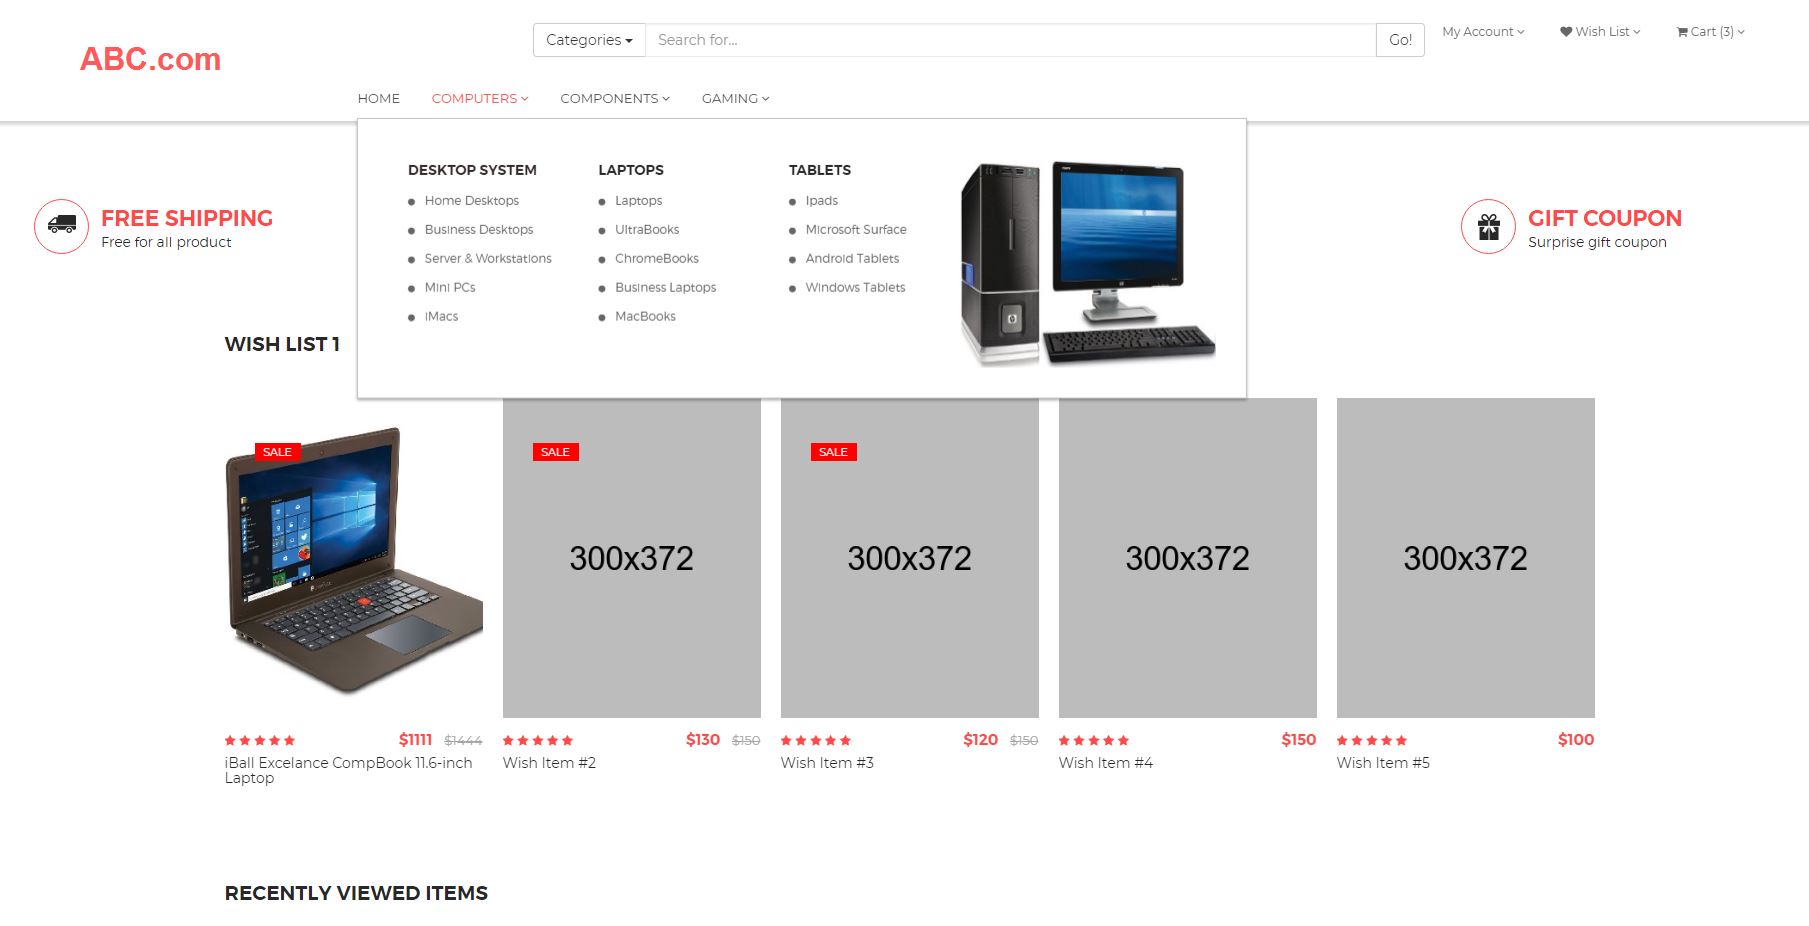 ABC.com
Categories
Search for...
Go!
My Account
Wish List
Cart (3)
HOME
COMPUTERS
COMPONENTS
GAMING
DESKTOP SYSTEM
Home Desktops
Business Desktops
Server & Workstations
Mini PCs
iMacs
LAPTOPS
Laptops
UltraBooks
ChromeBooks
Business Laptops
MacBooks
TABLETS
Ipads
Microsoft Surface
Android Tablets
Windows Tablets
FREE SHIPPING
Free for all product
GIFT COUPON
Surprise gift coupon
WISH LIST 1
SALE
$1111 $1444
iBall Excelance CompBook 11.6-inch
Laptop
SALE
300x372
$130 $150
Wish Item #2
SALE
300x372
$120 $150
Wish Item #3
300x372
$150
Wish Item #4
300x372
$100
Wish Item #5
RECENTLY VIEWED ITEMS